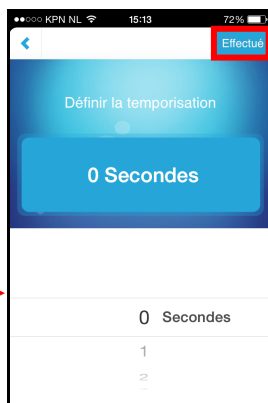 KPN NL 15:13 72%
Effectué
Définir la temporisation
0 Secondes
0 Secondes
1
2